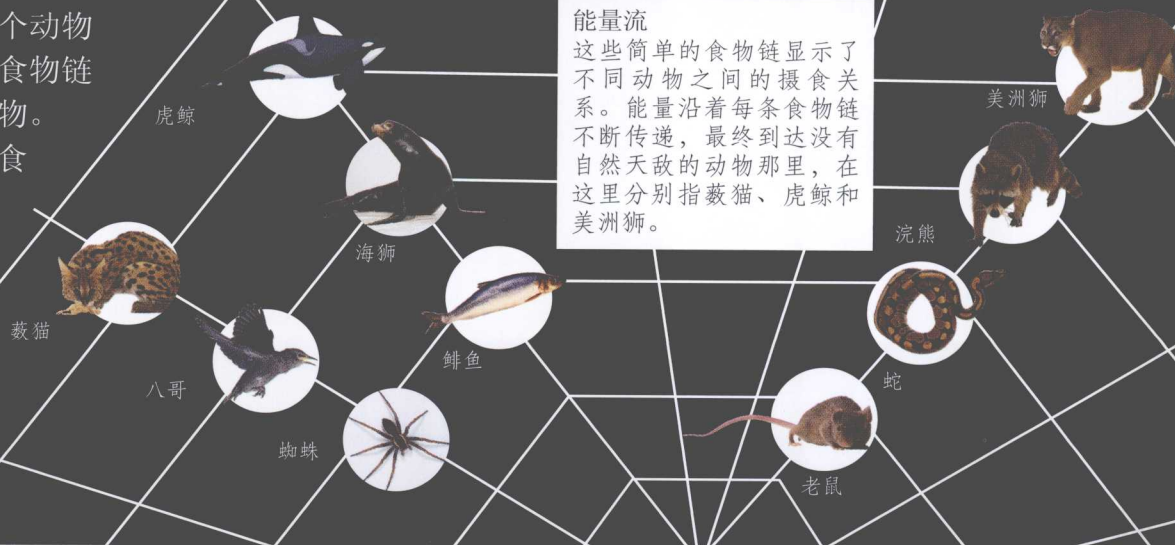 个动物
食物链
物。
食
能量流
这些简单的食物链显示了
不同动物之间的摄食关
系。能量沿着每条食物链
不断传递，最终到达没有
自然天敌的动物那里，在
这里分别指薮猫、虎鲸和
美洲狮。
虎鲸
美洲狮
海狮
浣熊
薮猫
八哥
鲱鱼
蛇
蜘蛛
老鼠